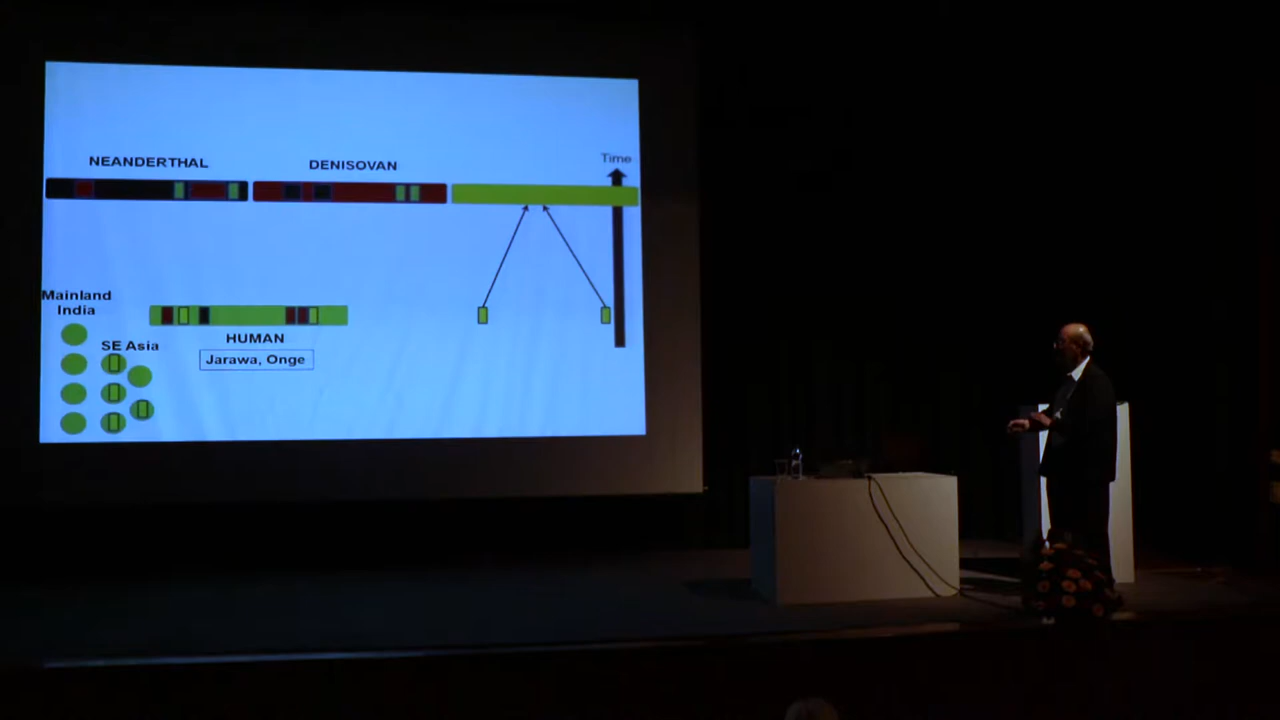 NEANDERTHAL
DENISOVAN
Time
Mainland
India
SE Asia
HUMAN
Jarawa, Onge